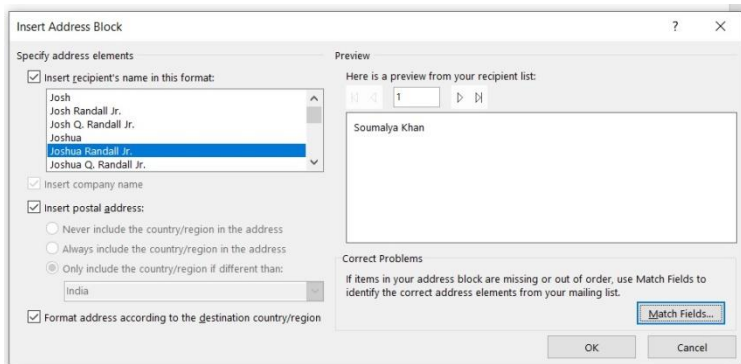 Insert Address Block
Specify address elements
Insert recipient's name in this format:
Josh
Josh Randall Jr.
Josh Q. Randall Jr.
Joshua
Joshua Randall Jr.
Joshua Q. Randall Jr.
Insert company name
Insert postal address:
Never include the country/region in the address
Always include the country/region in the address
Only include the country/region if different than:
India
Format address according to the destination country/region
Preview
Here is a preview from your recipient list:
1
Soumalya Khan
Correct Problems
If items in your address block are missing or out of order, use Match Fields to
identify the correct address elements from your mailing list.
Match Fields...
OK
Cancel